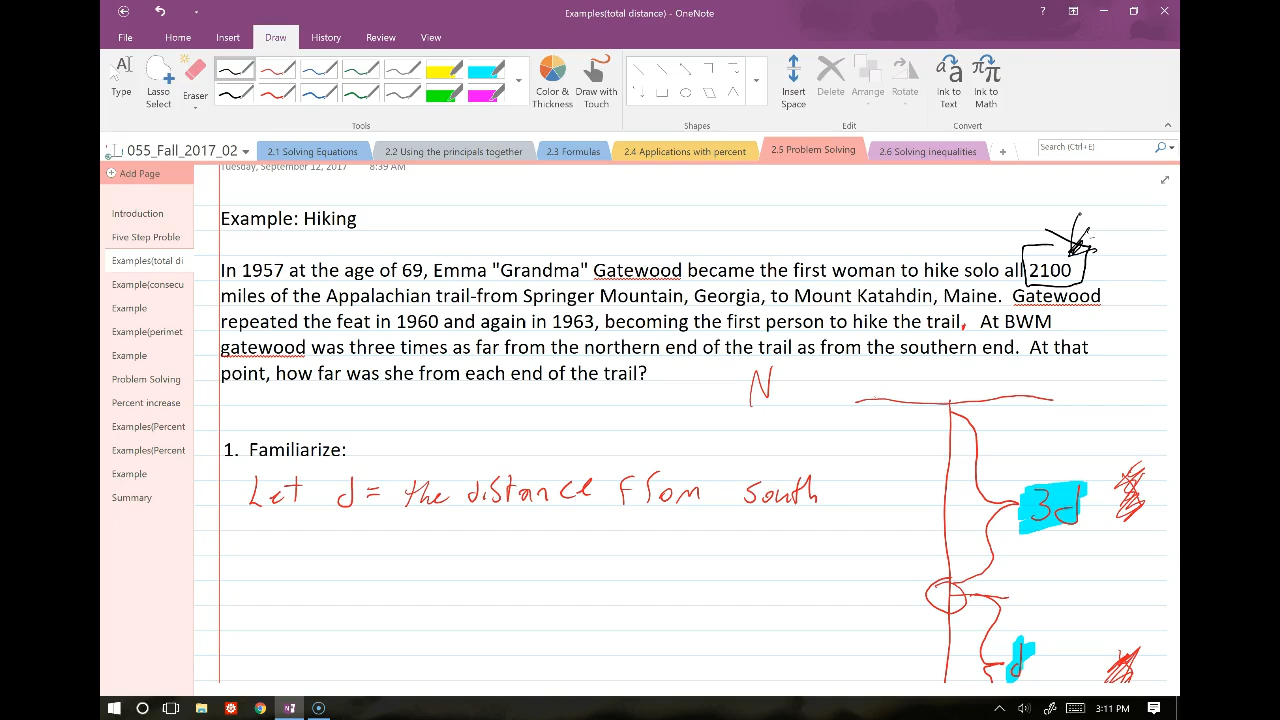 Examples(total distance) - OneNote
?
File Home Insert Draw History Review View
Type
Lasso Select
Eraser
Color & Thickness
Draw with Touch
Insert Space
Delete
Arrange
Rotate
Ink to Text
Ink to Math
Tools
Shapes
Edit
Convert
055_Fall_2017_02
2.1 Solving Equations
2.2 Using the principals together
2.3 Formulas
2.4 Applications with percent
2.5 Problem Solving
2.6 Solving inequalities
Search (Ctrl+E)
Add Page
Tuesday, September 12, 2017 8:39 AM
Introduction
Five Step Proble
Examples(total di
Example(consecu
Example
Example(perimet
Example
Problem Solving
Percent increase
Examples(Percent
Examples(Percent
Example
Summary
Example: Hiking
In 1957 at the age of 69, Emma "Grandma" Gatewood became the first woman to hike solo all 2100
miles of the Appalachian trail-from Springer Mountain, Georgia, to Mount Katahdin, Maine. Gatewood
repeated the feat in 1960 and again in 1963, becoming the first person to hike the trail. At BWM
gatewood was three times as far from the northern end of the trail as from the southern end. At that
point, how far was she from each end of the trail?
N
1. Familiarize:
Let d = the distance from south
3d
d
3:11 PM